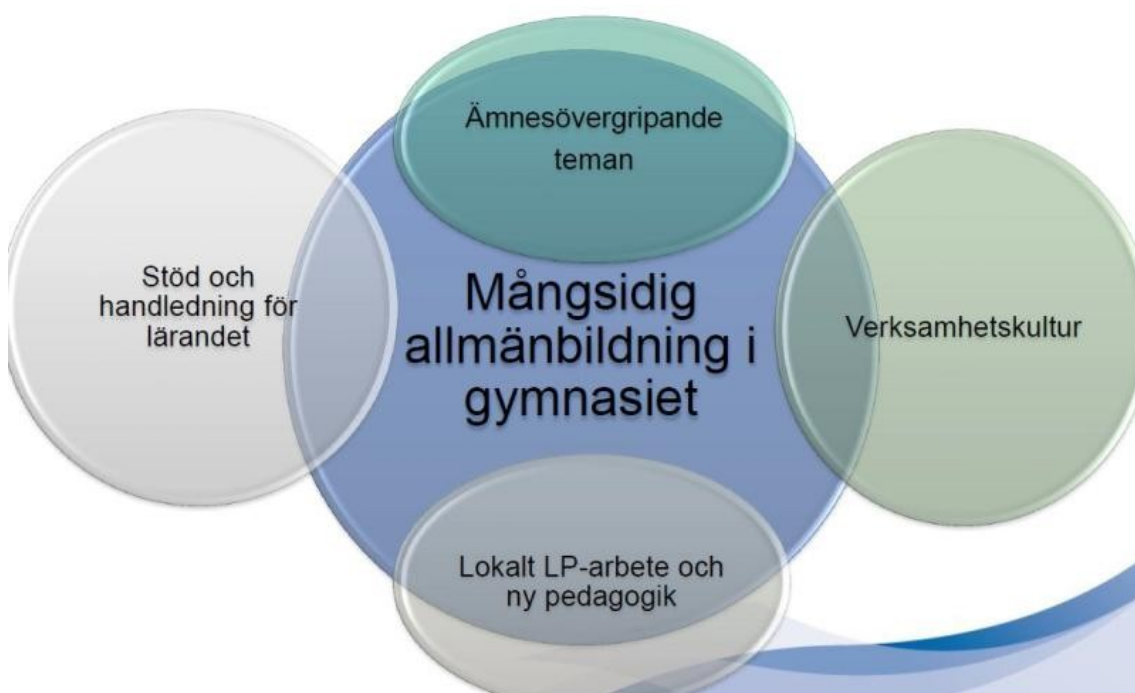 Ämnesövergripande
teman
Stöd och
handledning för
lärandet
Mångsidig
allmänbildning i
gymnasiet
Verksamhetskultur
Lokalt LP-arbete och
ny pedagogik